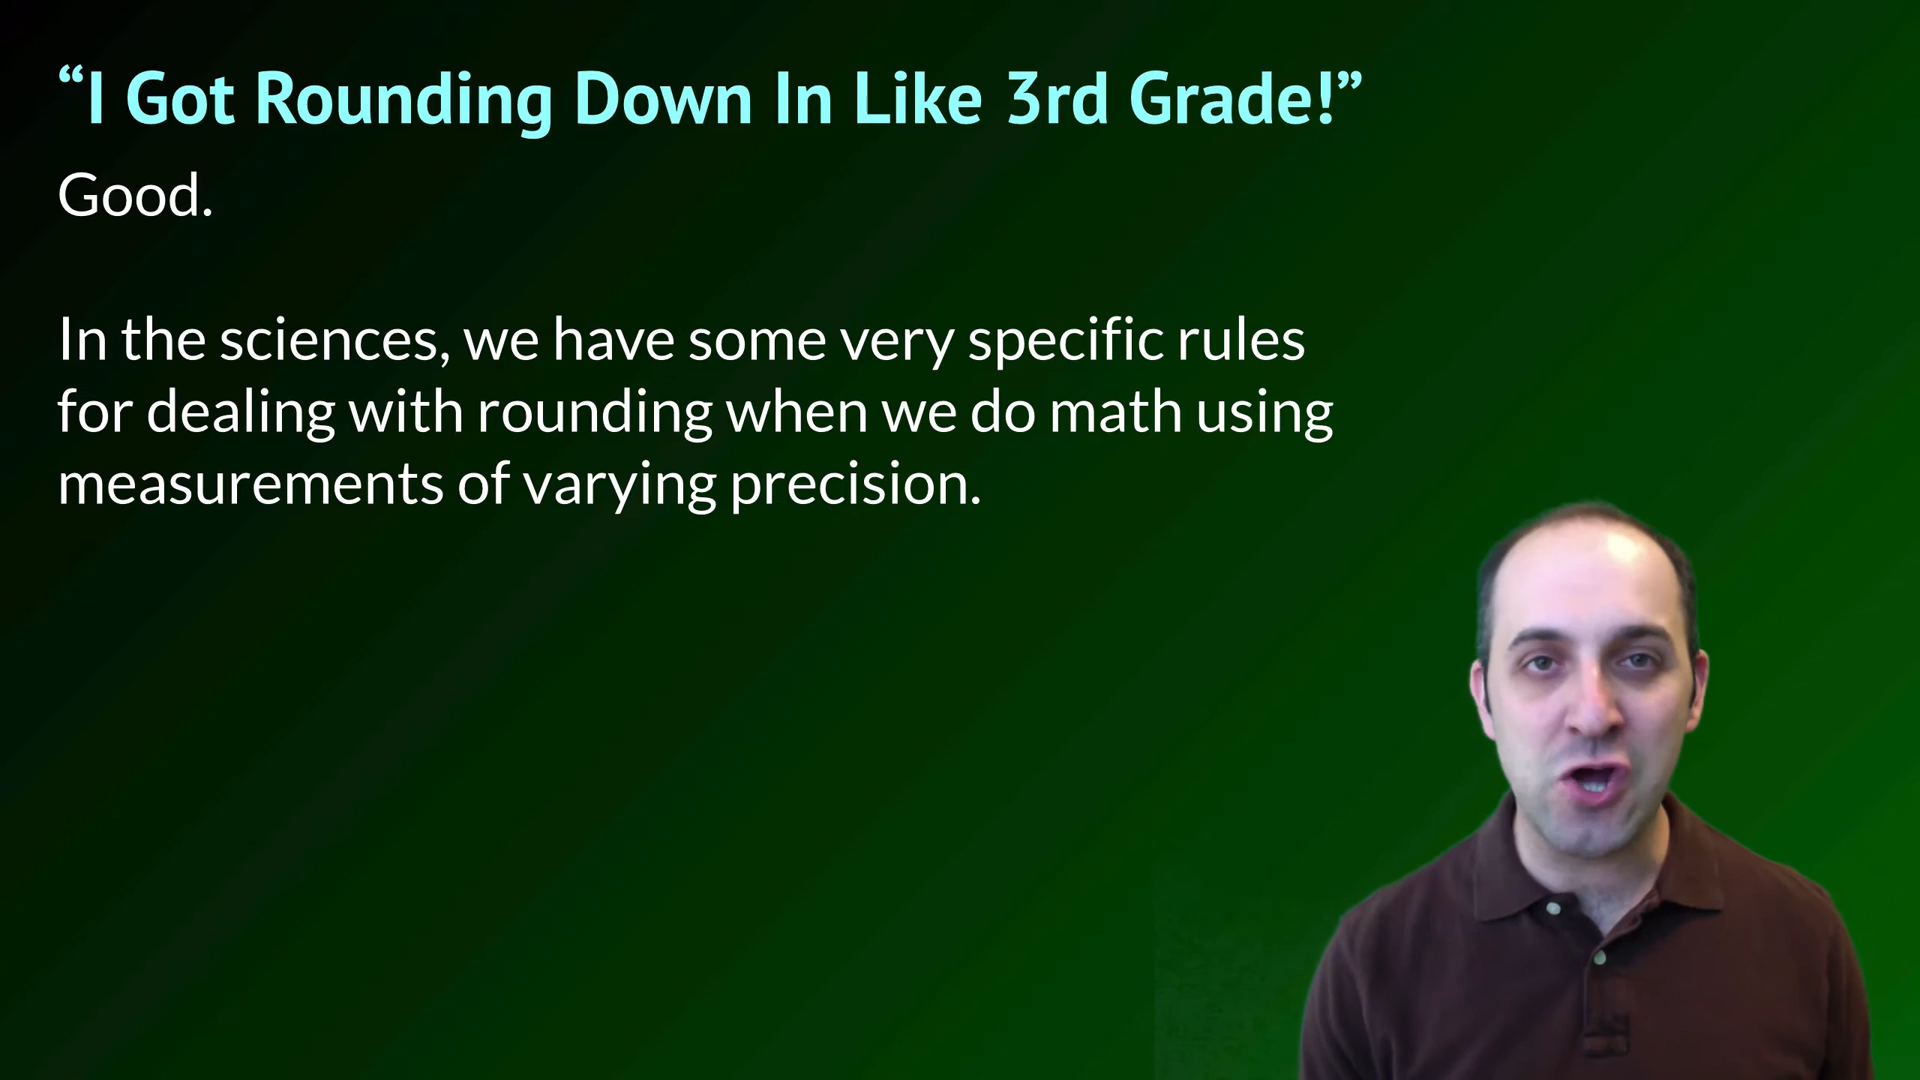 “I Got Rounding Down In Like 3rd Grade!”
Good.
In the sciences, we have some very specific rules
for dealing with rounding when we do math using
measurements of varying precision.